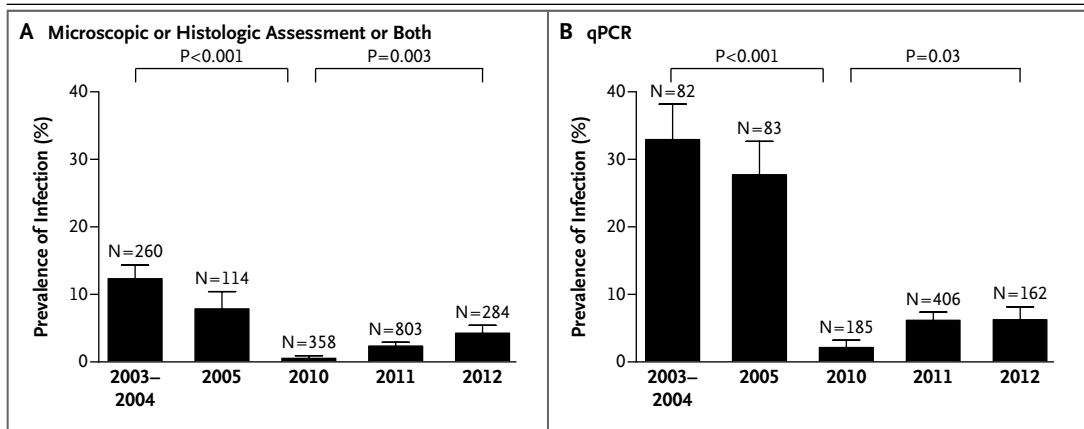 A Microscopic or Histologic Assessment or Both
P<0.001
P=0.003
Prevalence of Infection (%)
40
30
20
10
0
N=260
N=114
N=358
N=803
N=284
2003–
2004
2005
2010
2011
2012
B qPCR
P<0.001
P=0.03
Prevalence of Infection (%)
40
30
20
10
0
N=82
N=83
N=185
N=406
N=162
2003–
2004
2005
2010
2011
2012